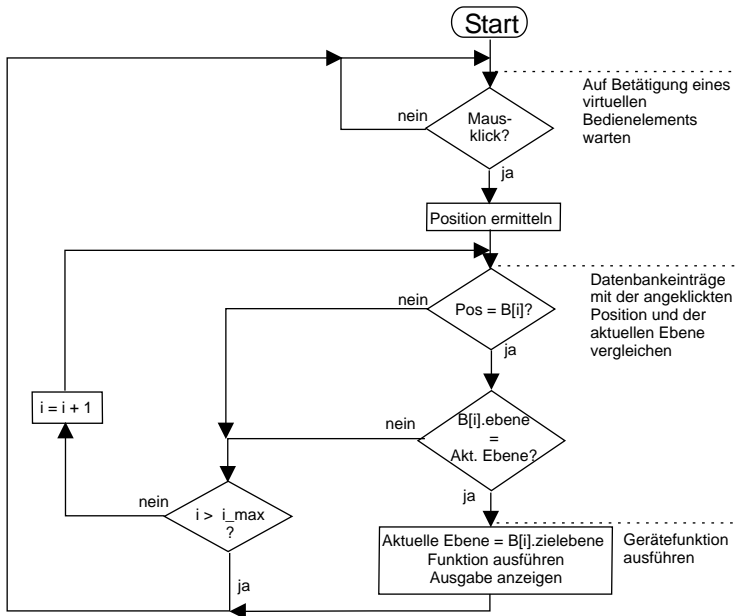 Start
Auf Betätigung eines
virtuellen
Bedienelements
warten
nein
Maus-
klick?
ja
Position ermitteln
Datenbankeinträge
mit der angeklickten
Position und der
aktuellen Ebene
vergleichen
nein
Pos = B[i]?
ja
i = i + 1
nein
B[i].ebene
=
Akt. Ebene?
ja
nein
i > i_max
?
ja
Aktuelle Ebene = B[i].zielebene
Funktion ausführen
Ausgabe anzeigen
Gerätefunktion
ausführen